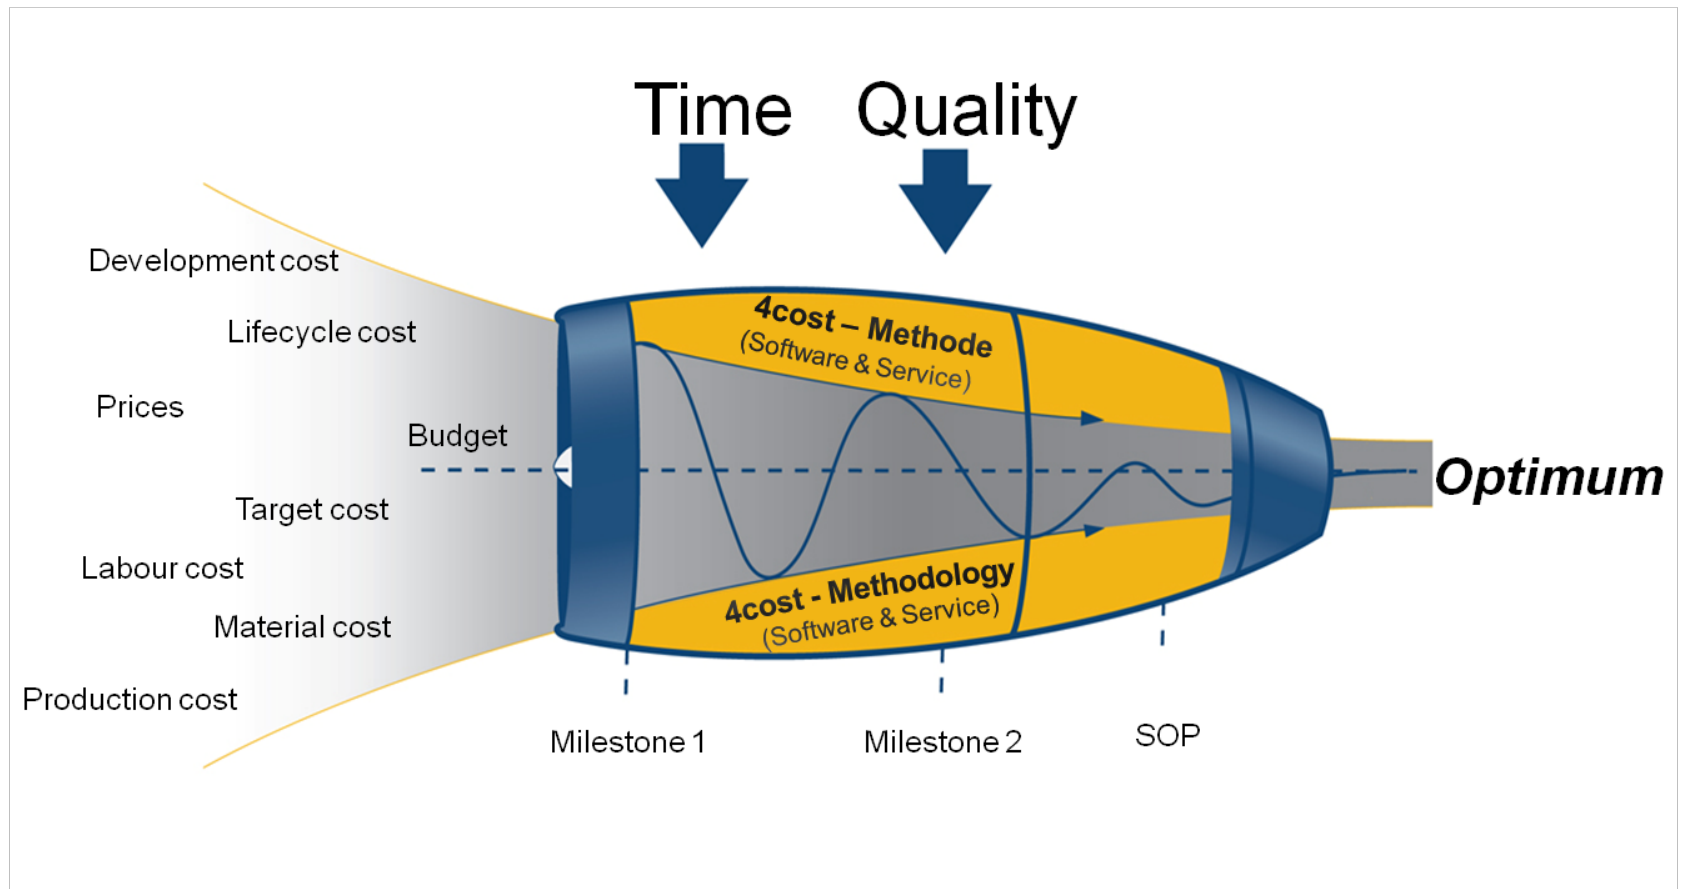 Time
Quality
Development cost
Lifecycle cost
Prices
Budget
Target cost
Labour cost
Material cost
Production cost
4cost – Methode
(Software & Service)
4cost - Methodology
(Software & Service)
Optimum
Milestone 1
Milestone 2
SOP